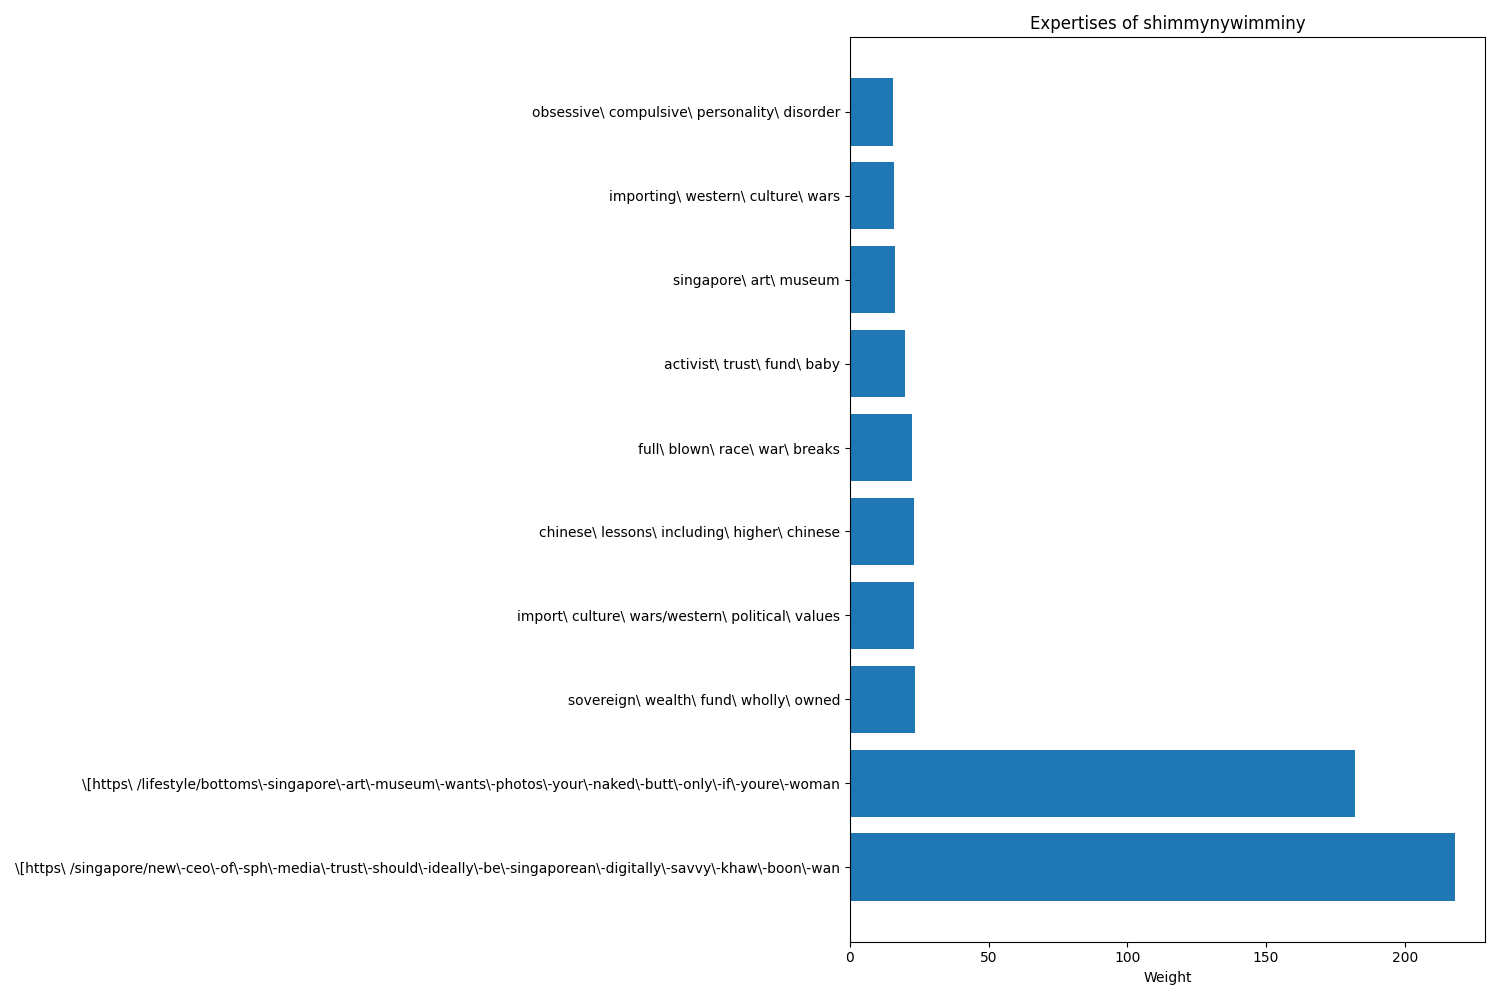 Expertises of shimmynywimminy
obsessive\ compulsive\ personality\ disorder
importing\ western\ culture\ wars
singapore\ art\ museum
activist\ trust\ fund\ baby
full\ blown\ race\ war\ breaks
chinese\ lessons\ including\ higher\ chinese
import\ culture\ wars/western\ political\ values
sovereign\ wealth\ fund\ wholly\ owned
\[https\ /lifestyle/bottoms\-singapore\-art\-museum\-wants\-photos\-your\-naked\-butt\-only\-if\-youre\-woman
\[https\ /singapore/new\-ceo\-of\-sph\-media\-trust\-should\-ideally\-be\-singaporean\-digitally\-savvy\-khaw\-boon\-wan
0 50 100 150 200
Weight